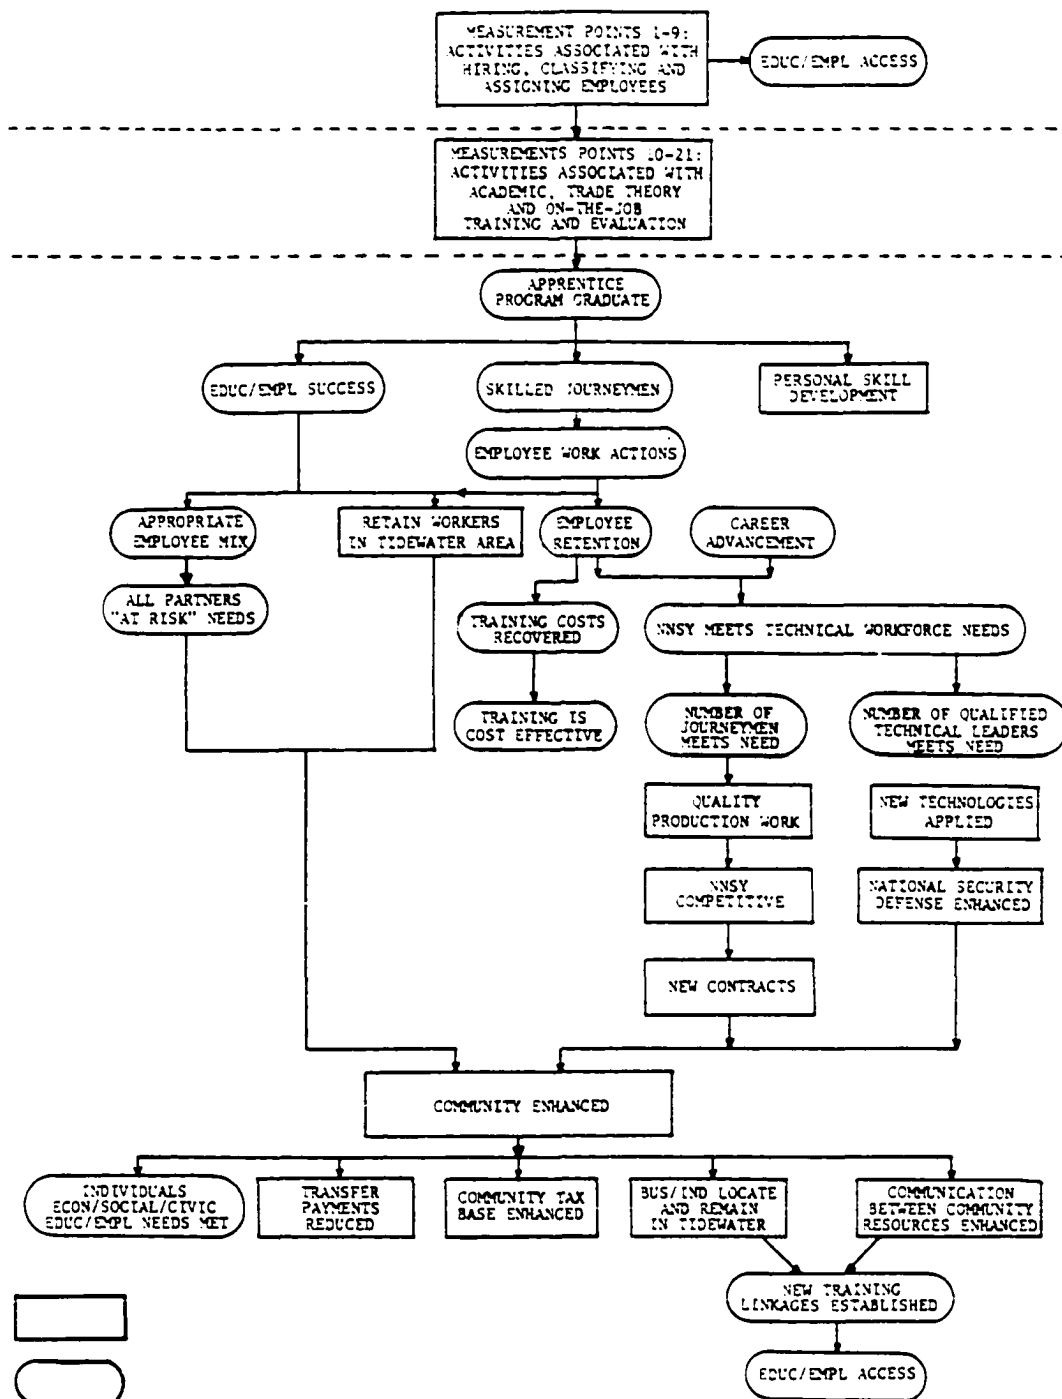 MEASUREMENT POINTS 1-9:
ACTIVITIES ASSOCIATED WITH
HIRING, CLASSIFYING AND
ASSIGNING EMPLOYEES
EDUC/EMPL ACCESS
MEASUREMENTS POINTS 10-21:
ACTIVITIES ASSOCIATED WITH
ACADEMIC, TRADE THEORY
AND ON-THE-JOB
TRAINING AND EVALUATION
APPRENTICE
PROGRAM GRADUATE
EDUC/EMPL SUCCESS
SKILLED JOURNEYMEN
PERSONAL SKILL
DEVELOPMENT
EMPLOYEE WORK ACTIONS
APPROPRIATE
EMPLOYEE MIX
RETAIN WORKERS
IN TIDEWATER AREA
EMPLOYEE
RETENTION
CAREER
ADVANCEMENT
ALL PARTNERS
"AT RISK" NEEDS
TRAINING COSTS
RECOVERED
NNSY MEETS TECHNICAL WORKFORCE NEEDS
TRAINING IS
COST EFFECTIVE
NUMBER OF
JOURNEYMEN
MEETS NEED
NUMBER OF QUALIFIED
TECHNICAL LEADERS
MEETS NEED
QUALITY
PRODUCTION WORK
NEW TECHNOLOGIES
APPLIED
NNSY
COMPETITIVE
NATIONAL SECURITY
DEFENSE ENHANCED
NEW CONTRACTS
COMMUNITY ENHANCED
INDIVIDUALS
ECON/SOCIAL/CIVIC
EDUC/EMPL NEEDS MET
TRANSFER
PAYMENTS
REDUCED
COMMUNITY TAX
BASE ENHANCED
BUS/IND LOCATE
AND REMAIN
IN TIDEWATER
COMMUNICATION
BETWEEN COMMUNITY
RESOURCES ENHANCED
NEW TRAINING
LINKAGES ESTABLISHED
EDUC/EMPL ACCESS